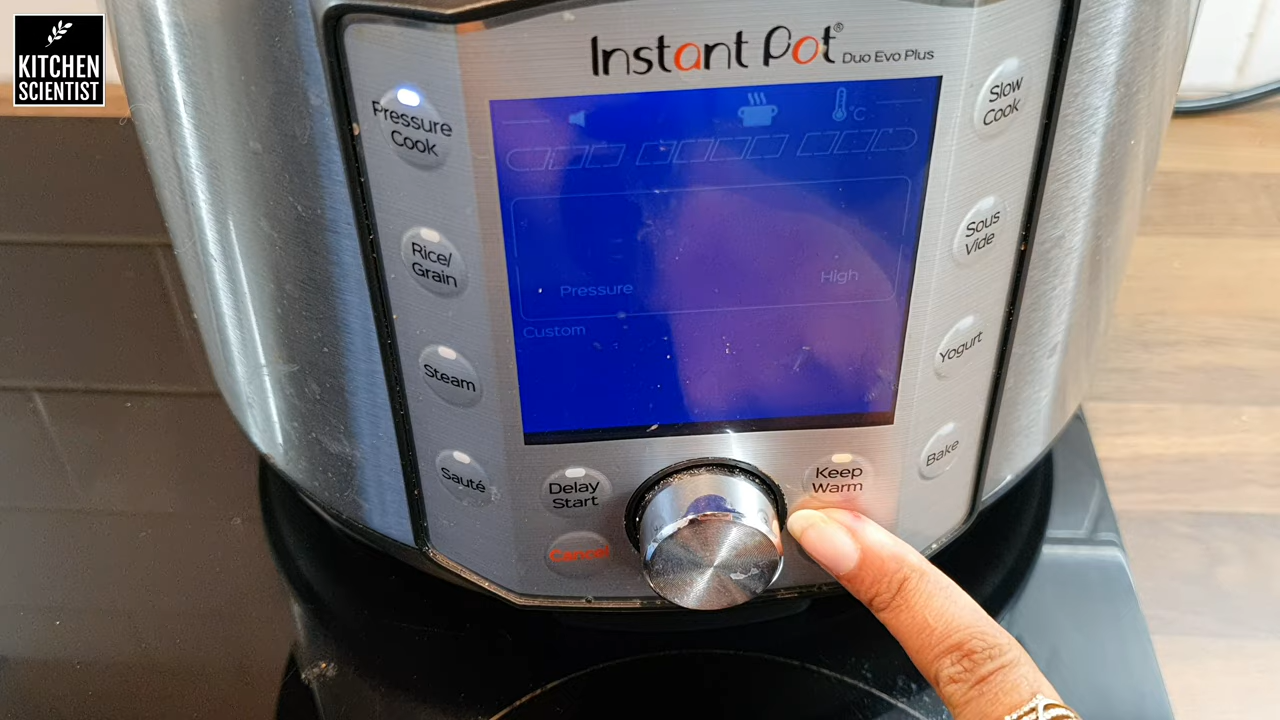 KITCHEN
SCIENTIST
Instant Pot®
Duo Evo Plus
Pressure
Cook
Rice/
Grain
Steam
Sauté
°C
Pressure
High
Custom
Delay
Start
Cancel
Keep
Warm
Slow
Cook
Sous
Vide
Yogurt
Bake